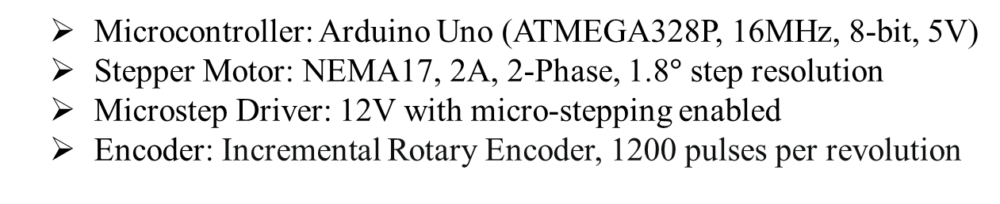 ➢ Microcontroller: Arduino Uno (ATMEGA328P, 16MHz, 8-bit, 5V)
➢ Stepper Motor: NEMA17, 2A, 2-Phase, 1.8° step resolution
➢ Microstep Driver: 12V with micro-stepping enabled
➢ Encoder: Incremental Rotary Encoder, 1200 pulses per revolution